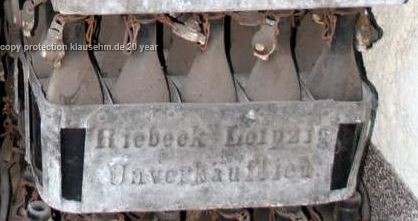 copy protection klausehm.de 20 year
Riebeck Leipzig
Unverkäuflich